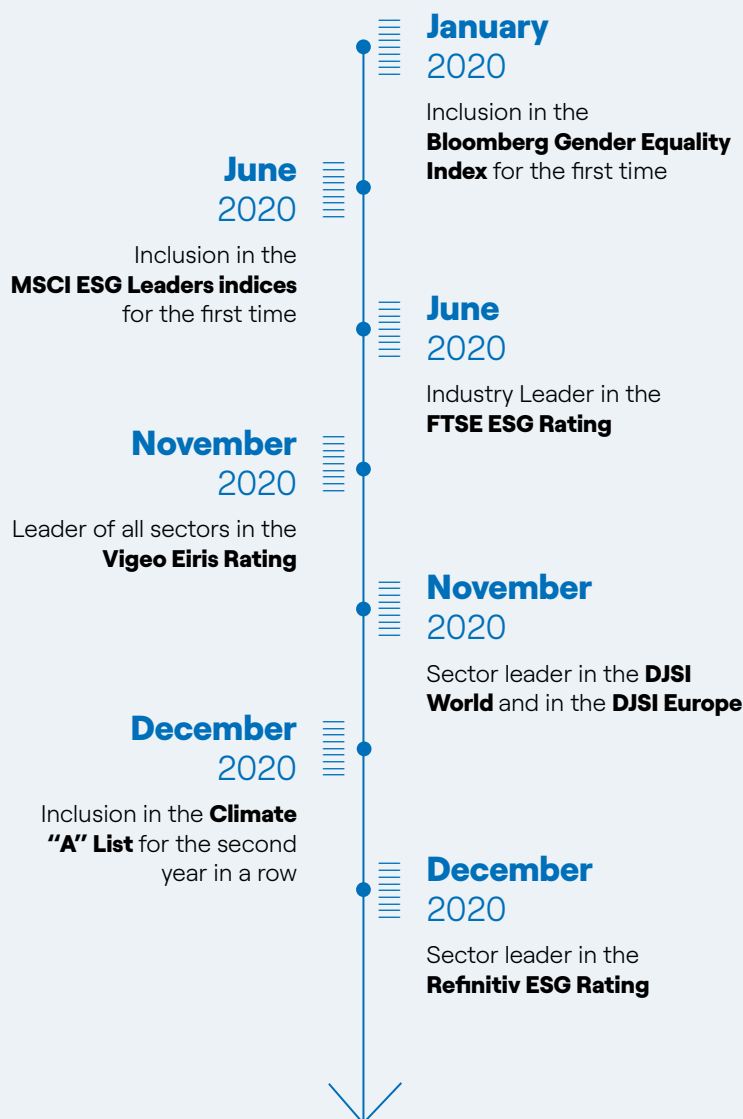 January
2020
Inclusion in the
Bloomberg Gender Equality
Index for the first time
June
2020
Inclusion in the
MSCI ESG Leaders indices
for the first time
June
2020
Industry Leader in the
FTSE ESG Rating
November
2020
Leader of all sectors in the
Vigeo Eiris Rating
November
2020
Sector leader in the DJSI
World and in the DJSI Europe
December
2020
Inclusion in the Climate
“A” List for the second
year in a row
December
2020
Sector leader in the
Refinitiv ESG Rating